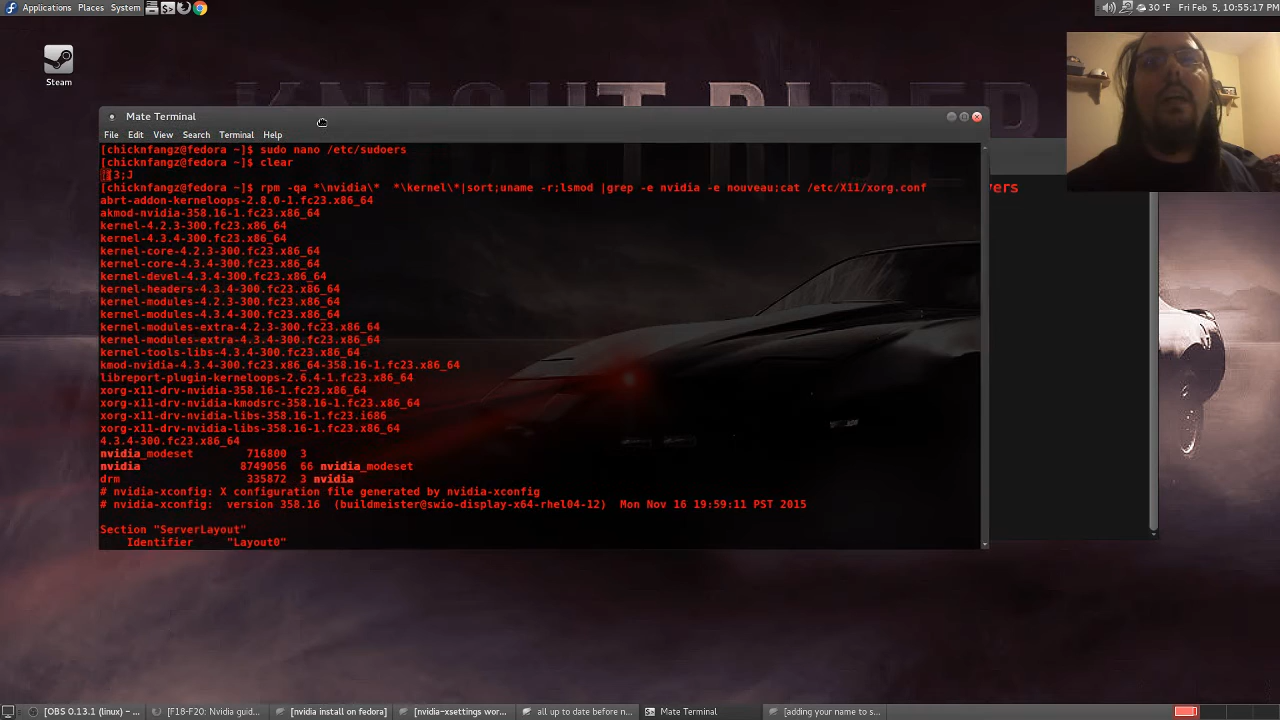 Applications Places System
30 °F Fri Feb 5, 10:55:17 PM
Steam
KNIGHT RIDER
Mate Terminal
File Edit View Search Terminal Help
[chicknfangz@fedora ~]$ sudo nano /etc/sudoers
[chicknfangz@fedora ~]$ clear
3;J
[chicknfangz@fedora ~]$ rpm -qa *\nvidia\*  *\kernel\*|sort;uname -r;lsmod |grep -e nvidia -e nouveau;cat /etc/X11/xorg.conf
vers
abrt-addon-kerneloops-2.8.0-1.fc23.x86_64
akmod-nvidia-358.16-1.fc23.x86_64
kernel-4.2.3-300.fc23.x86_64
kernel-4.3.4-300.fc23.x86_64
kernel-core-4.2.3-300.fc23.x86_64
kernel-core-4.3.4-300.fc23.x86_64
kernel-devel-4.3.4-300.fc23.x86_64
kernel-headers-4.3.4-300.fc23.x86_64
kernel-modules-4.2.3-300.fc23.x86_64
kernel-modules-4.3.4-300.fc23.x86_64
kernel-modules-extra-4.2.3-300.fc23.x86_64
kernel-modules-extra-4.3.4-300.fc23.x86_64
kernel-tools-libs-4.3.4-300.fc23.x86_64
kmod-nvidia-4.3.4-300.fc23.x86_64-358.16-1.fc23.x86_64
libreport-plugin-kerneloops-2.6.4-1.fc23.x86_64
xorg-x11-drv-nvidia-358.16-1.fc23.x86_64
xorg-x11-drv-nvidia-kmodsrc-358.16-1.fc23.x86_64
xorg-x11-drv-nvidia-libs-358.16-1.fc23.i686
xorg-x11-drv-nvidia-libs-358.16-1.fc23.x86_64
4.3.4-300.fc23.x86_64
nvidia_modeset        716800  3
nvidia               8749056  66 nvidia_modeset
drm                   335872  3 nvidia
# nvidia-xconfig: X configuration file generated by nvidia-xconfig
# nvidia-xconfig:  version 358.16  (buildmeister@swio-display-x64-rhel04-12)  Mon Nov 16 19:59:11 PST 2015
Section "ServerLayout"
    Identifier     "Layout0"
[OBS 0.13.1 (linux) – ... [F18-F20: Nvidia guid... [nvidia install on fedora] [nvidia-xsettings wor... all up to date before n... Mate Terminal [adding your name to s...